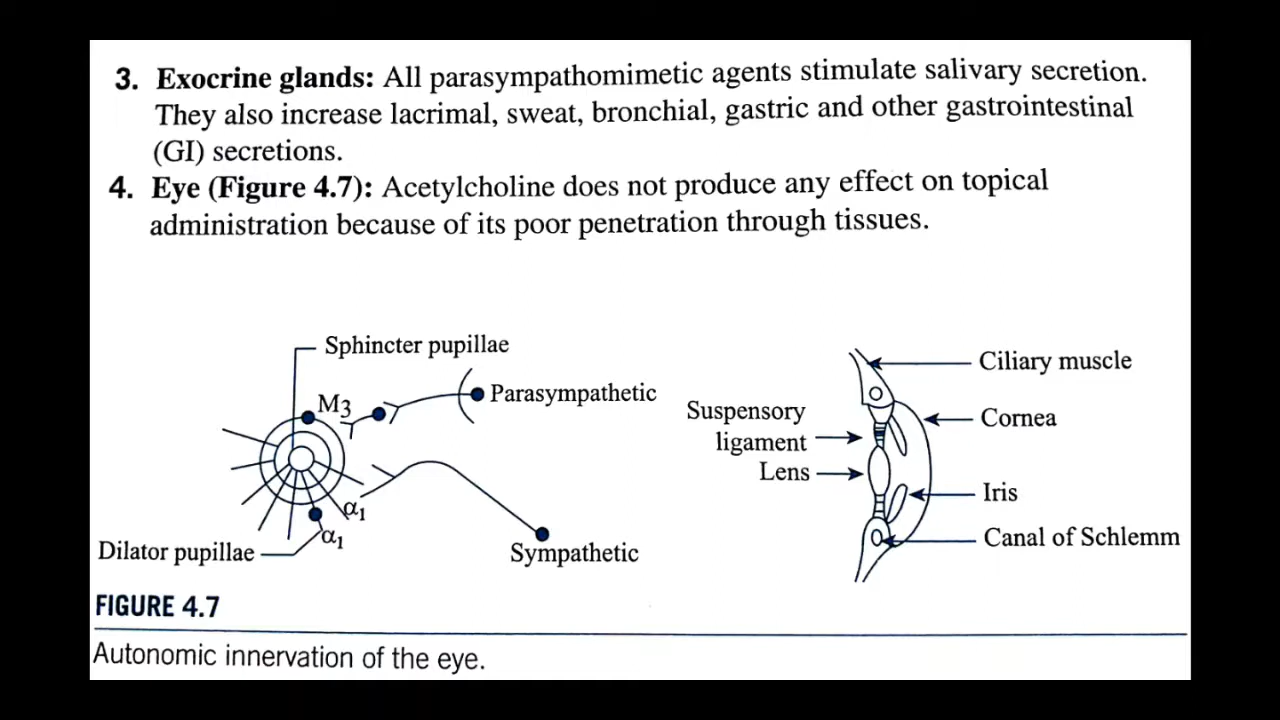 3. Exocrine glands: All parasympathomimetic agents stimulate salivary secretion.
They also increase lacrimal, sweat, bronchial, gastric and other gastrointestinal
(GI) secretions.
4. Eye (Figure 4.7): Acetylcholine does not produce any effect on topical
administration because of its poor penetration through tissues.
Sphincter pupillae
M3
Parasympathetic
α1
α1
Dilator pupillae
Sympathetic
Ciliary muscle
Suspensory
ligament
Cornea
Lens
Iris
Canal of Schlemm
FIGURE 4.7
Autonomic innervation of the eye.